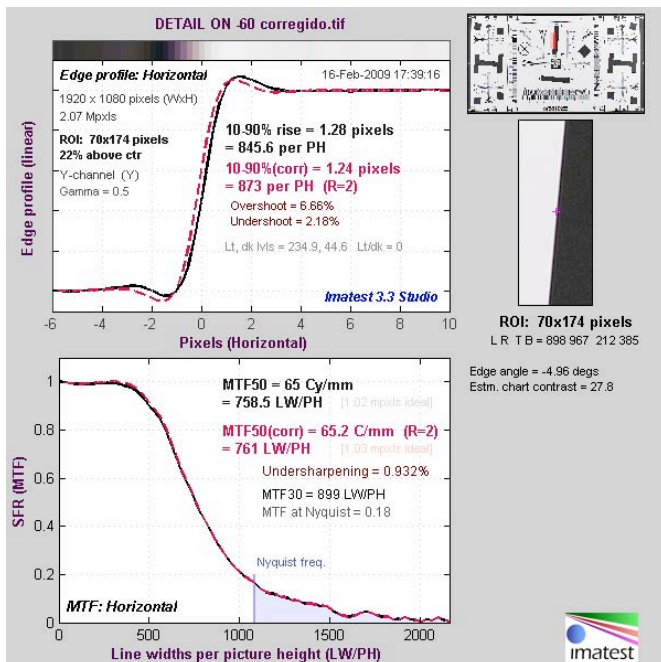 DETAIL ON -60 corregido.tif
Edge profile: Horizontal
16-Feb-2009 17:39:16
1920 x 1080 pixels (WxH)
2.07 Mpxls
ROI: 70x174 pixels
22% above ctr
Y-channel (Y)
Gamma = 0.5
10-90% rise = 1.28 pixels
= 845.6 per PH
10-90%(corr) = 1.24 pixels
= 873 per PH (R=2)
Overshoot = 6.66%
Undershoot = 2.18%
Lt, dk lvls = 234.9, 44.6 Lt/dk = 0
Imatest 3.3 Studio
Edge profile (linear)
-6 -4 -2 0 2 4 6 8 10
Pixels (Horizontal)
ROI: 70x174 pixels
L R T B = 898 967 212 385
Edge angle = -4.96 degs
Estm. chart contrast = 27.8
MTF50 = 65 Cy/mm
= 758.5 LW/PH [1.02 mpxls ideal]
MTF50(corr) = 65.2 C/mm (R=2)
= 761 LW/PH [1.03 mpxls ideal]
Undersharpening = 0.932%
MTF30 = 899 LW/PH
MTF at Nyquist = 0.18
Nyquist freq.
MTF: Horizontal
SFR (MTF)
1
0.8
0.6
0.4
0.2
0
0 500 1000 1500 2000
Line widths per picture height (LW/PH)
imatest